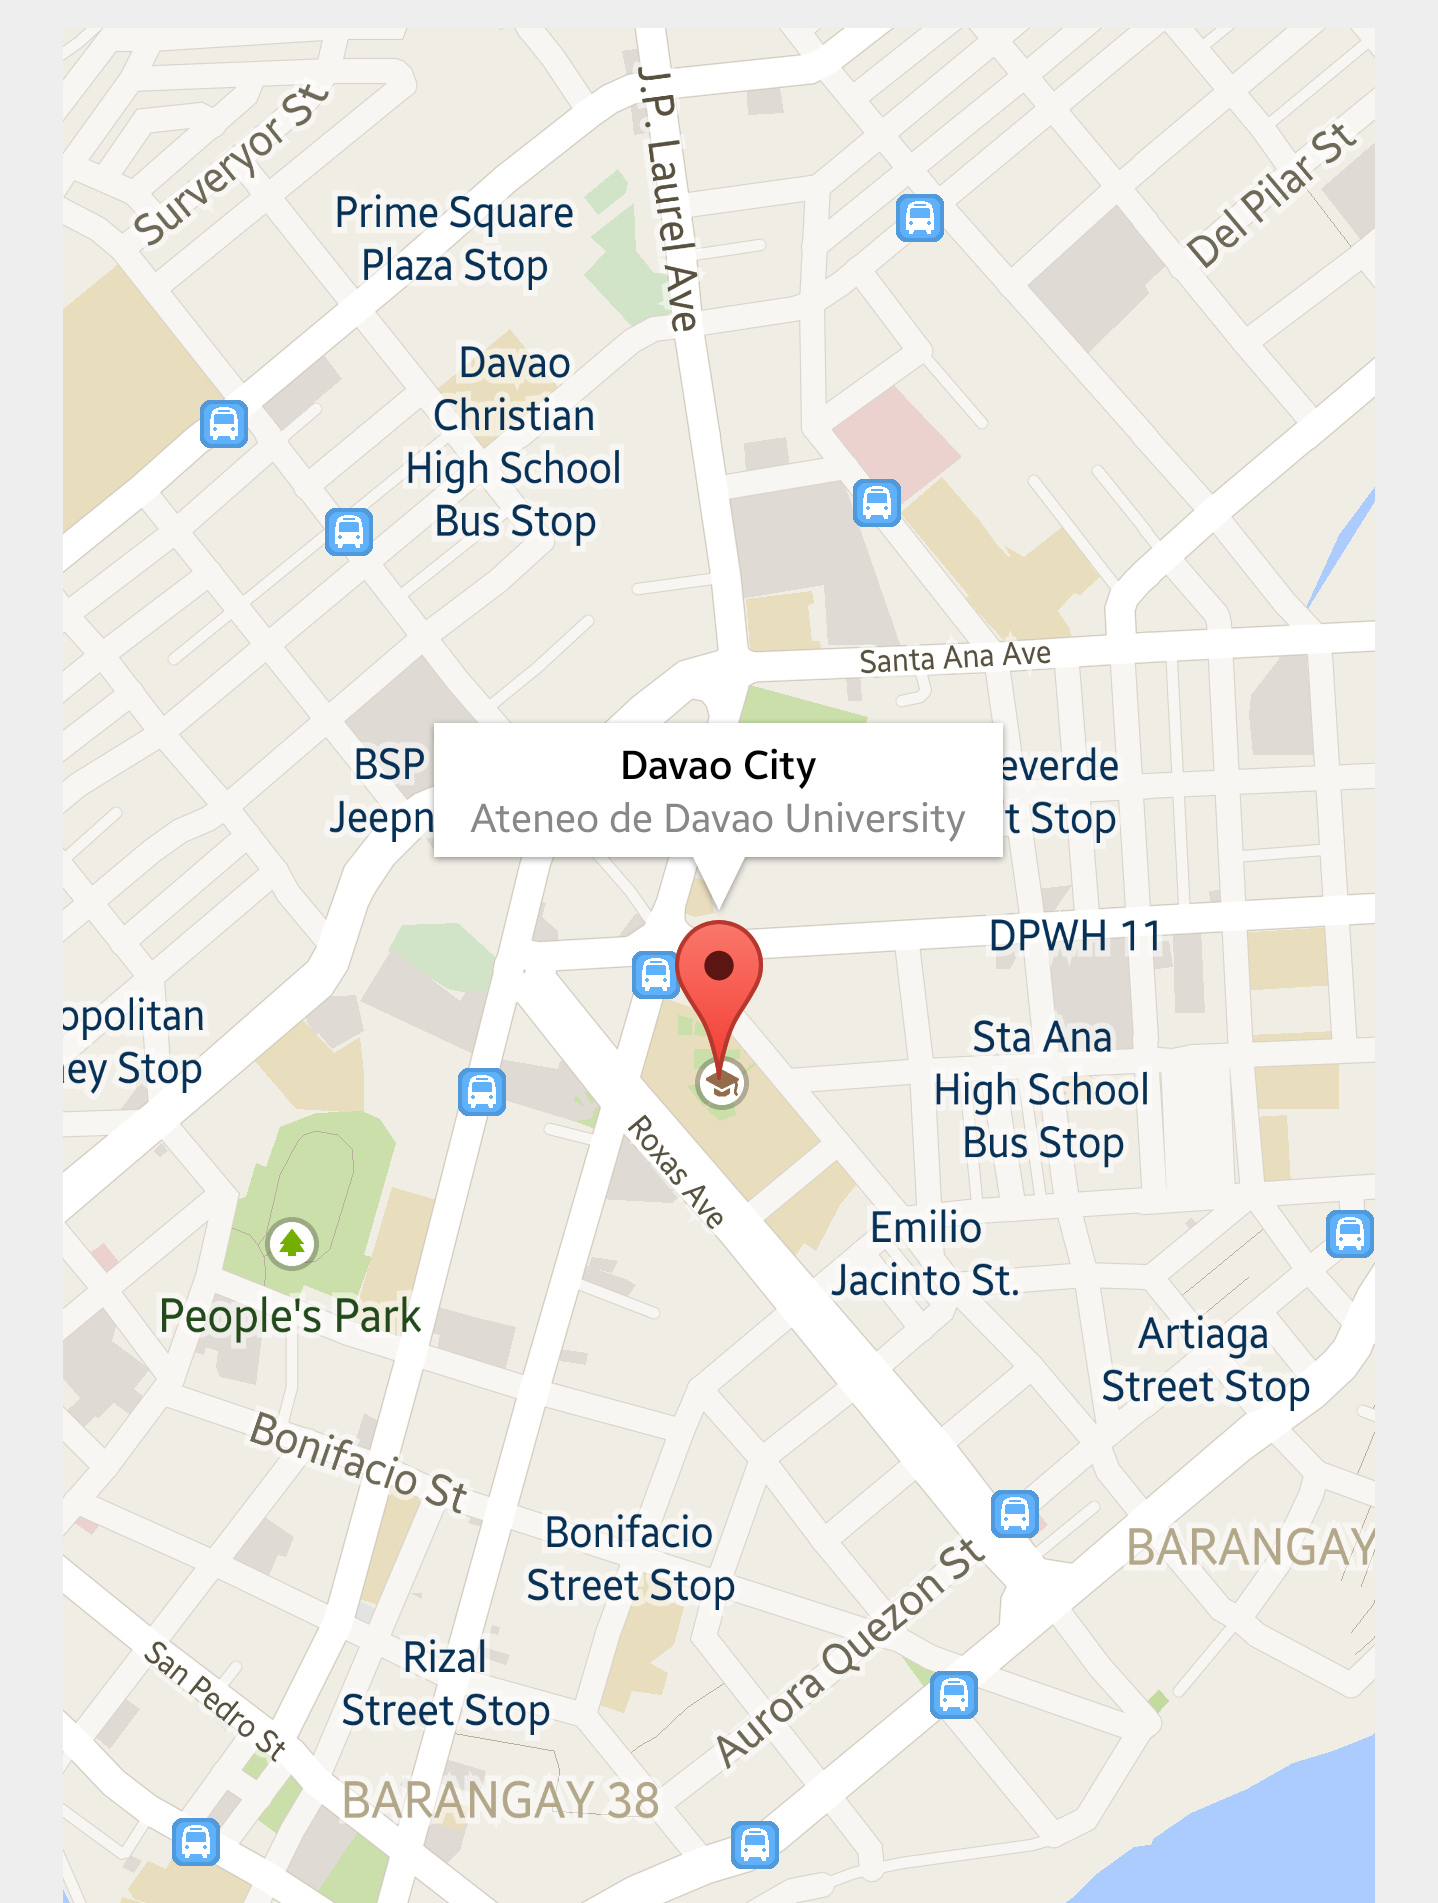 Surveryor St
J.P. Laurel Ave
Del Pilar St
Prime Square
Plaza Stop
Davao
Christian
High School
Bus Stop
Santa Ana Ave
BSP
Jeepn
Davao City
Ateneo de Davao University
everde
t Stop
DPWH 11
opolitan
ney Stop
Sta Ana
High School
Bus Stop
Roxas Ave
Emilio
Jacinto St.
People's Park
Artiaga
Street Stop
Bonifacio St
Bonifacio
Street Stop
BARANGAY
Aurora Quezon St
Rizal
Street Stop
San Pedro St
BARANGAY 38